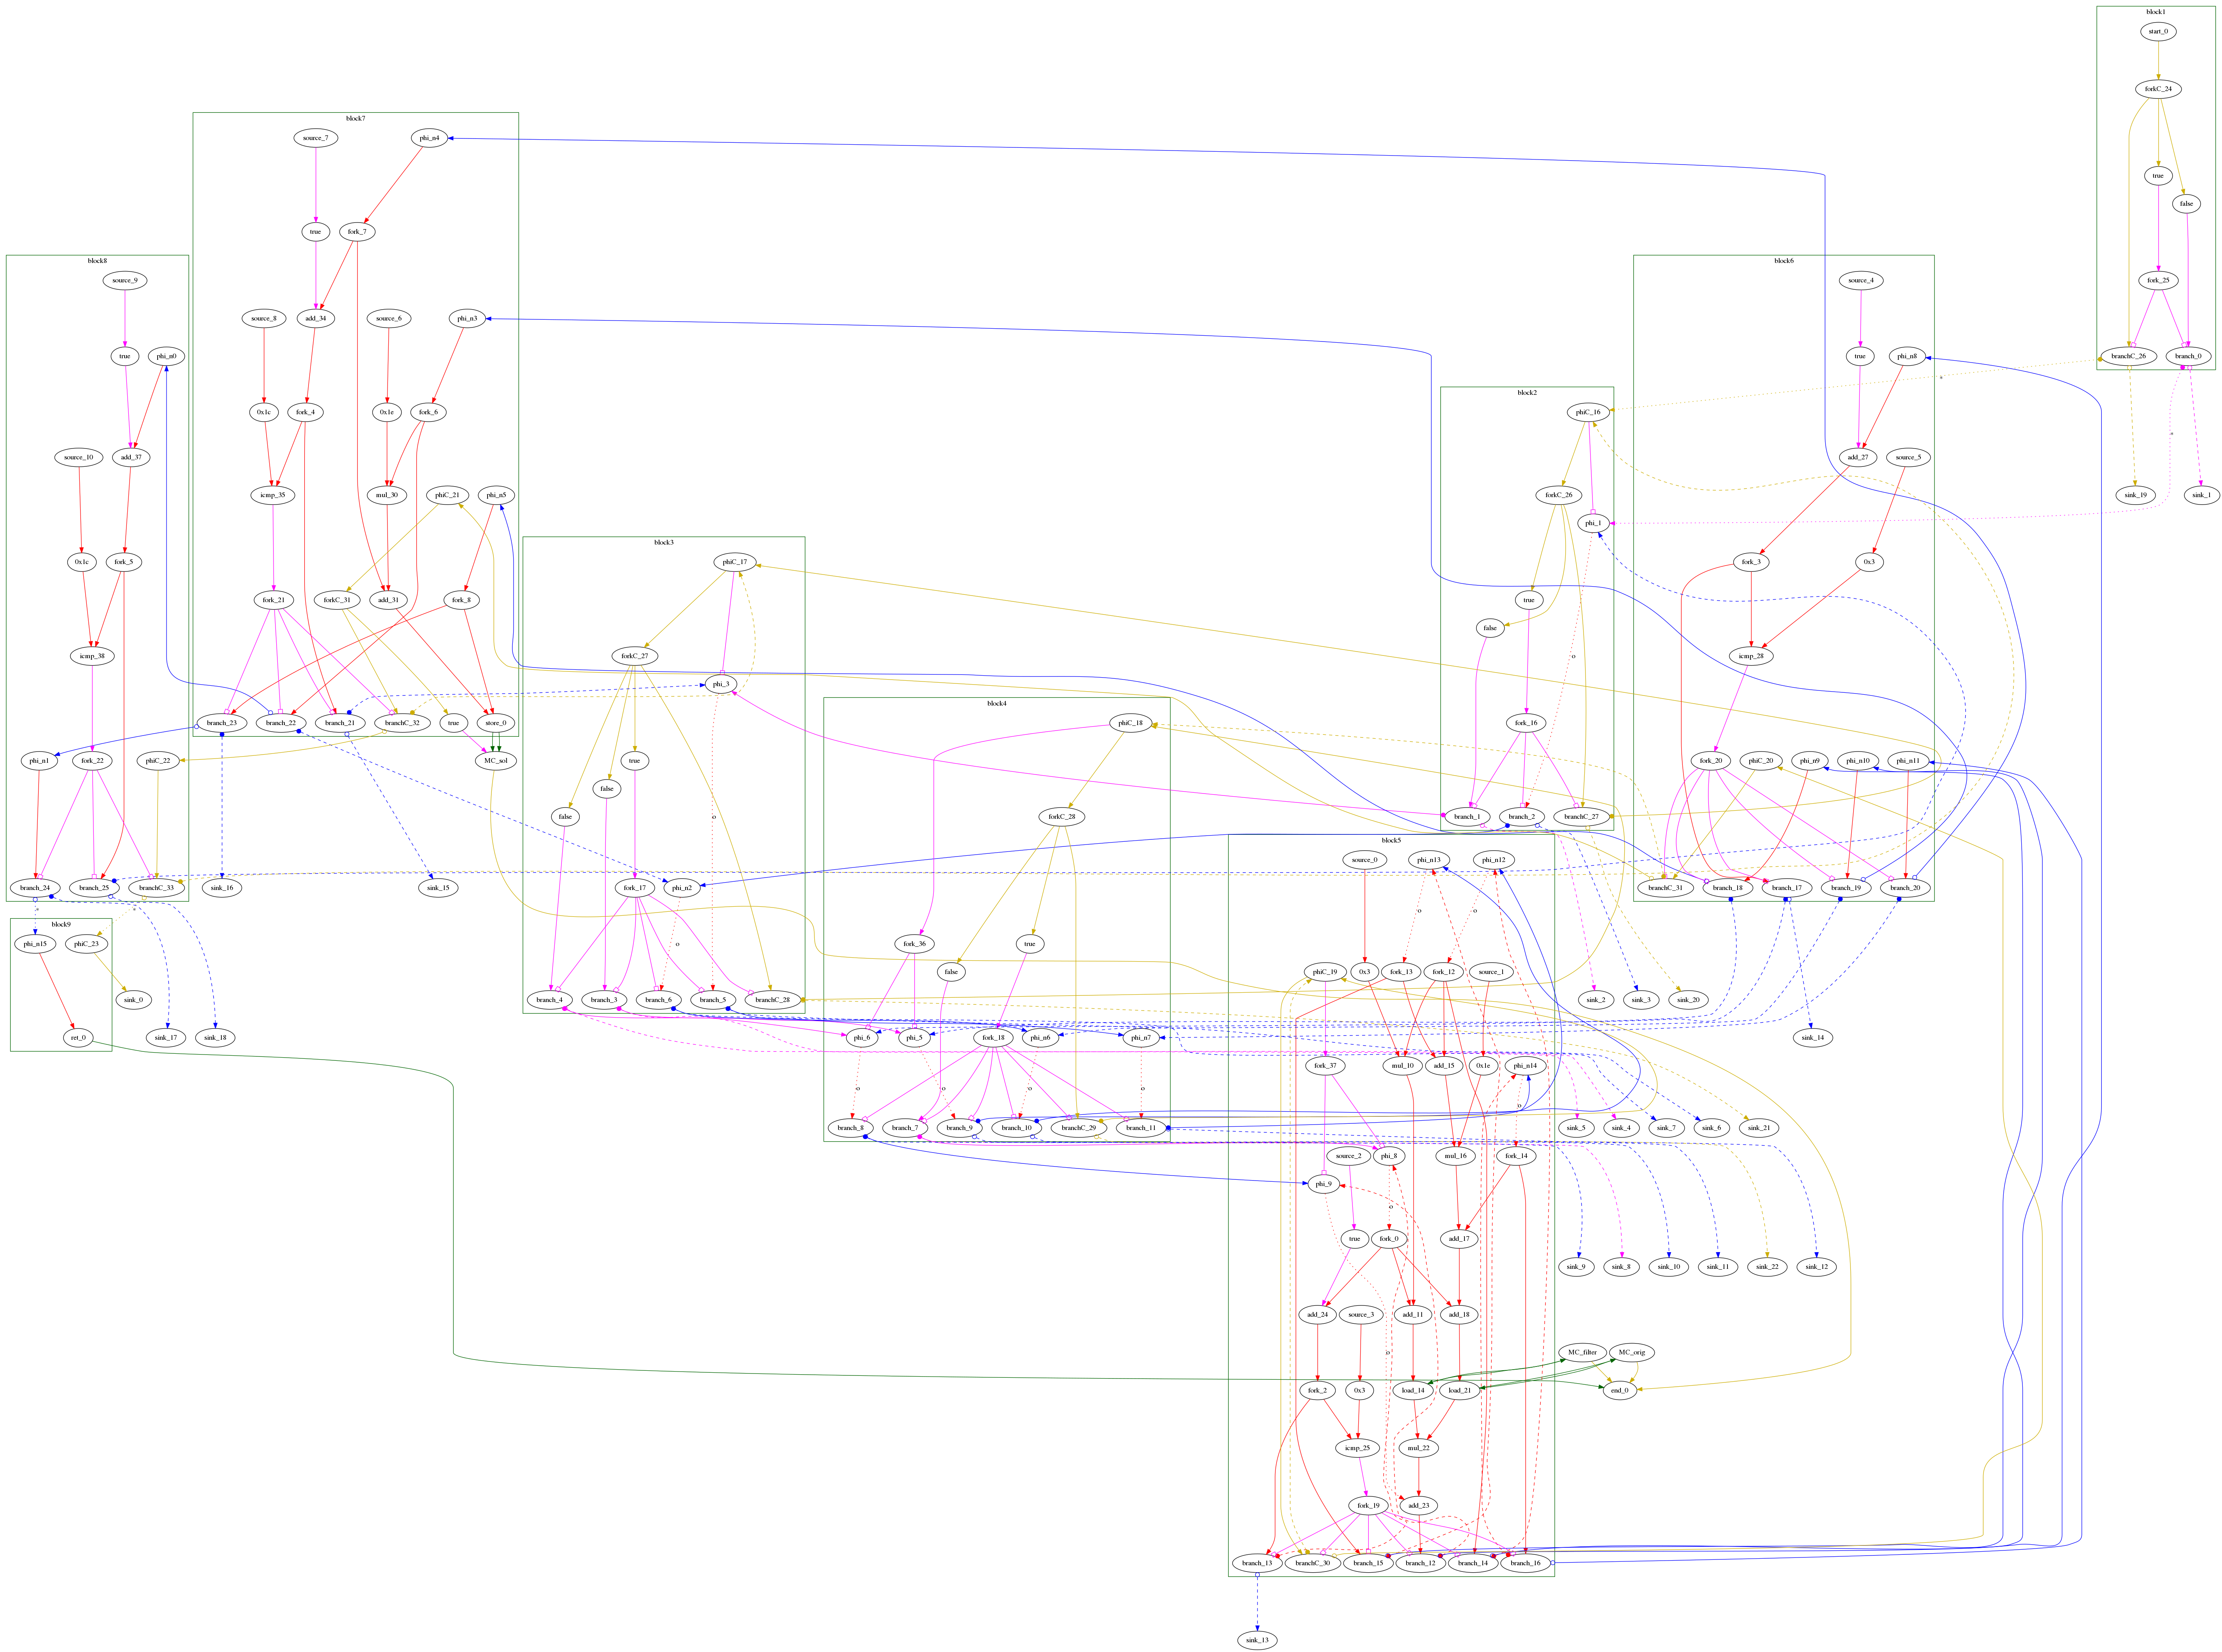 block1
start_0
forkC_24
true
false
fork_25
branchC_26
branch_0
*
*
sink_19
sink_1
block7
source_7
phi_n4
true
fork_7
source_8
add_34
source_6
phi_n3
0x1c
fork_4
0x1e
fork_6
icmp_35
mul_30
phiC_21
phi_n5
fork_21
forkC_31
add_31
fork_8
branch_23
branch_22
branch_21
branchC_32
true
store_0
MC_sol
block8
source_9
true
phi_n0
source_10
add_37
0x1c
fork_5
icmp_38
phi_n1
fork_22
phiC_22
branch_24
branch_25
branchC_33
sink_16
sink_15
*
*
block9
phi_n15
phiC_23
sink_0
ret_0
sink_17
sink_18
block6
source_4
true
phi_n8
add_27
source_5
fork_3
0x3
icmp_28
fork_20
phiC_20
phi_n9
phi_n10
phi_n11
branchC_31
branch_18
branch_17
branch_19
branch_20
sink_14
block2
phiC_16
forkC_26
phi_1
true
false
o
fork_16
branch_1
branch_2
branchC_27
sink_2
sink_3
sink_20
block3
phiC_17
forkC_27
phi_3
true
false
false
o
fork_17
phi_n2
o
branch_4
branch_3
branch_6
branch_5
branchC_28
block4
phiC_18
forkC_28
fork_36
true
false
phi_6
phi_5
fork_18
phi_n6
phi_n7
o
o
o
o
branch_8
branch_7
branch_9
branch_10
branchC_29
branch_11
sink_5
sink_4
sink_7
sink_6
sink_21
block5
source_0
phi_n13
phi_n12
o
o
phiC_19
0x3
fork_13
fork_12
source_1
fork_37
mul_10
add_15
0x1e
phi_n14
o
source_2
phi_8
mul_16
fork_14
phi_9
o
true
fork_0
add_17
add_24
source_3
add_11
add_18
o
fork_2
0x3
load_14
load_21
icmp_25
mul_22
fork_19
add_23
branch_13
branchC_30
branch_15
branch_12
branch_14
branch_16
sink_9
sink_8
sink_10
sink_11
sink_22
sink_12
MC_filter
MC_orig
end_0
sink_13